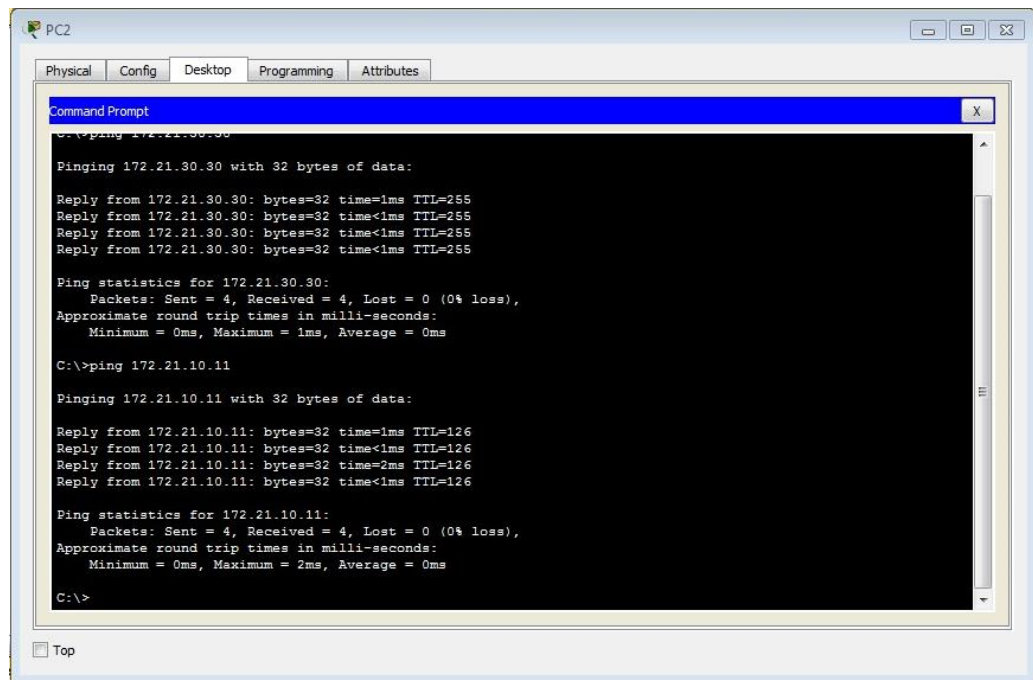 PC2
Physical Config Desktop Programming Attributes
Command Prompt X
C:\>ping 172.21.30.30
Pinging 172.21.30.30 with 32 bytes of data:
Reply from 172.21.30.30: bytes=32 time=1ms TTL=255
Reply from 172.21.30.30: bytes=32 time<1ms TTL=255
Reply from 172.21.30.30: bytes=32 time<1ms TTL=255
Reply from 172.21.30.30: bytes=32 time<1ms TTL=255
Ping statistics for 172.21.30.30:
Packets: Sent = 4, Received = 4, Lost = 0 (0% loss),
Approximate round trip times in milli-seconds:
Minimum = 0ms, Maximum = 1ms, Average = 0ms
C:\>ping 172.21.10.11
Pinging 172.21.10.11 with 32 bytes of data:
Reply from 172.21.10.11: bytes=32 time=1ms TTL=126
Reply from 172.21.10.11: bytes=32 time<1ms TTL=126
Reply from 172.21.10.11: bytes=32 time=2ms TTL=126
Reply from 172.21.10.11: bytes=32 time<1ms TTL=126
Ping statistics for 172.21.10.11:
Packets: Sent = 4, Received = 4, Lost = 0 (0% loss),
Approximate round trip times in milli-seconds:
Minimum = 0ms, Maximum = 2ms, Average = 0ms
C:\>
Top